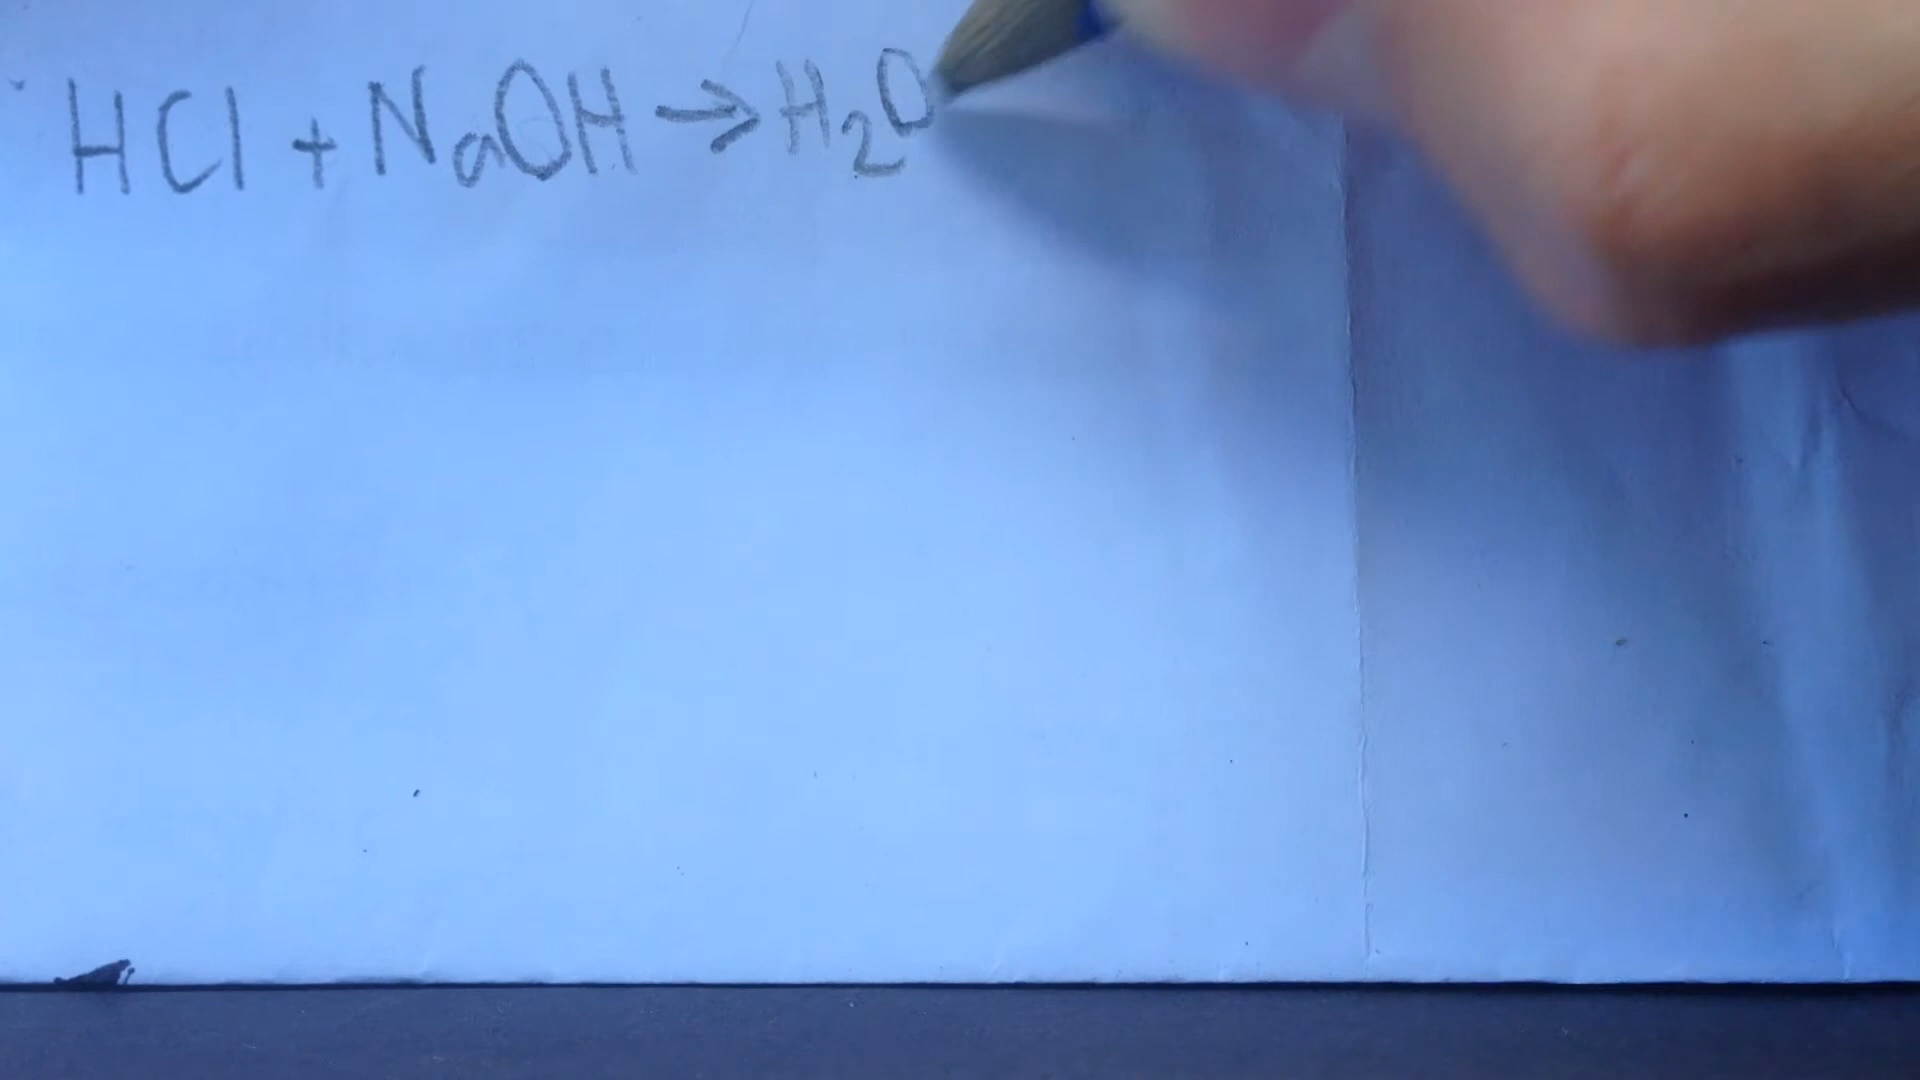 HCl + NaOH → H₂O